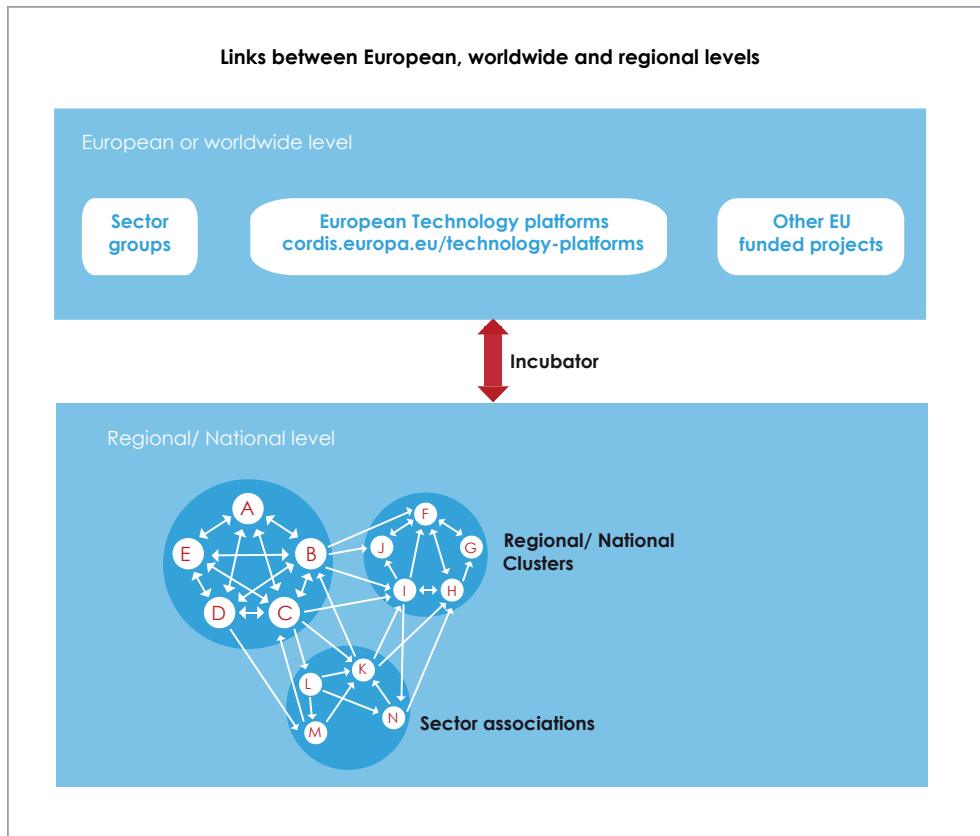 Links between European, worldwide and regional levels
European or worldwide level
Sector
groups
European Technology platforms
cordis.europa.eu/technology-platforms
Other EU
funded projects
Incubator
Regional/ National level
A
E
B
D
C
F
J
G
I
H
Regional/ National
Clusters
K
L
N
M
Sector associations